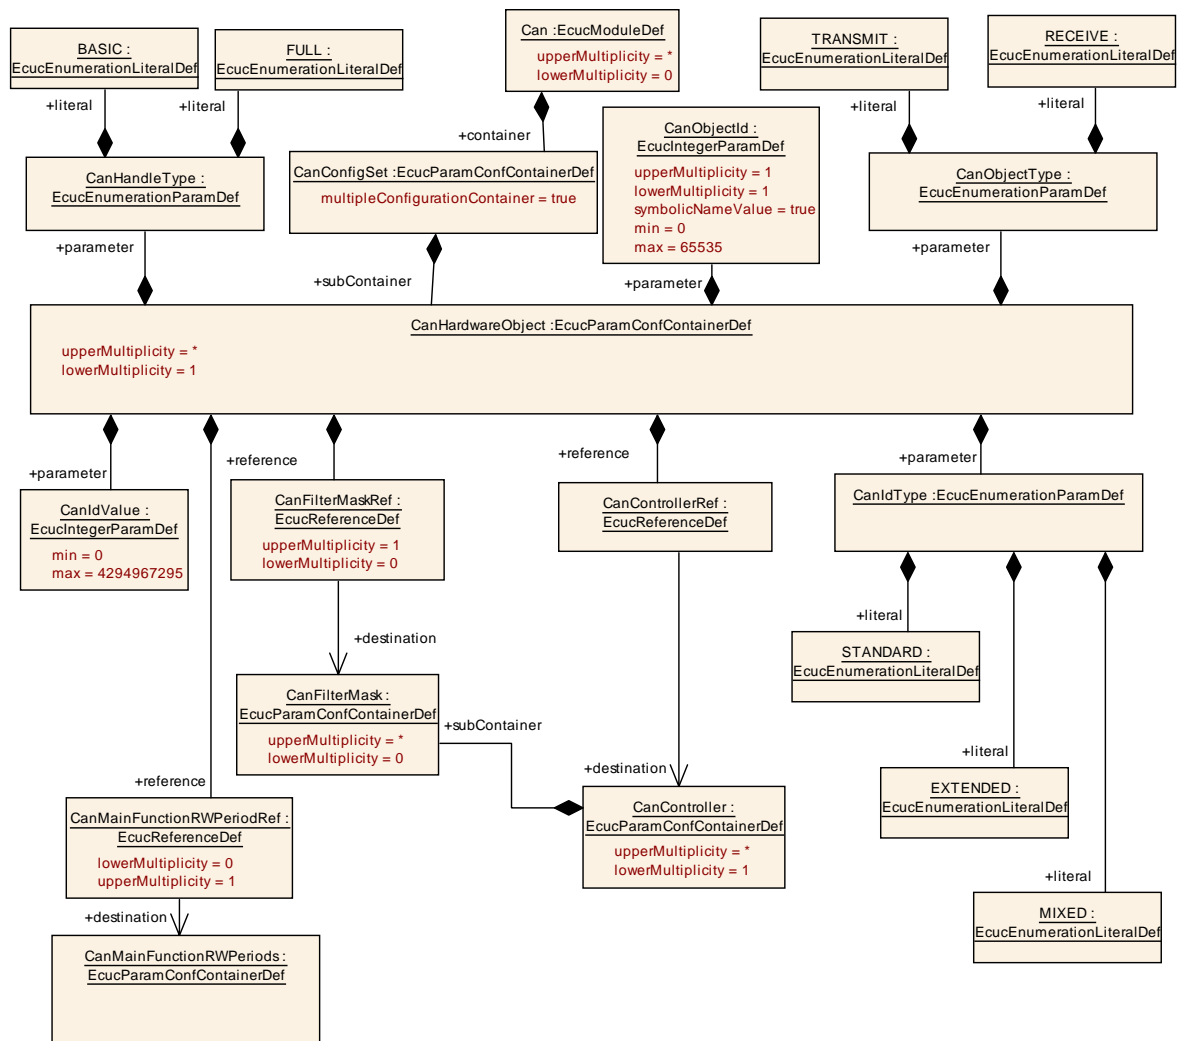 BASIC :
EcucEnumerationLiteralDef
FULL :
EcucEnumerationLiteralDef
Can :EcucModuleDef
upperMultiplicity = *
lowerMultiplicity = 0
TRANSMIT :
EcucEnumerationLiteralDef
RECEIVE :
EcucEnumerationLiteralDef
+literal
+literal
+container
+literal
+literal
CanHandleType :
EcucEnumerationParamDef
CanConfigSet :EcucParamConfContainerDef
multipleConfigurationContainer = true
CanObjectId :
EcucIntegerParamDef
upperMultiplicity = 1
lowerMultiplicity = 1
symbolicNameValue = true
min = 0
max = 65535
CanObjectType :
EcucEnumerationParamDef
+parameter
+subContainer
+parameter
+parameter
CanHardwareObject :EcucParamConfContainerDef
upperMultiplicity = *
lowerMultiplicity = 1
+parameter
+reference
+reference
+parameter
CanIdValue :
EcucIntegerParamDef
min = 0
max = 4294967295
CanFilterMaskRef :
EcucReferenceDef
upperMultiplicity = 1
lowerMultiplicity = 0
CanControllerRef :
EcucReferenceDef
CanIdType :EcucEnumerationParamDef
+destination
+literal
STANDARD :
EcucEnumerationLiteralDef
CanFilterMask :
EcucParamConfContainerDef
upperMultiplicity = *
lowerMultiplicity = 0
+subContainer
+literal
+reference
+destination
EXTENDED :
EcucEnumerationLiteralDef
CanMainFunctionRWPeriodRef :
EcucReferenceDef
lowerMultiplicity = 0
upperMultiplicity = 1
CanController :
EcucParamConfContainerDef
upperMultiplicity = *
lowerMultiplicity = 1
+literal
+destination
MIXED :
EcucEnumerationLiteralDef
CanMainFunctionRWPeriods :
EcucParamConfContainerDef